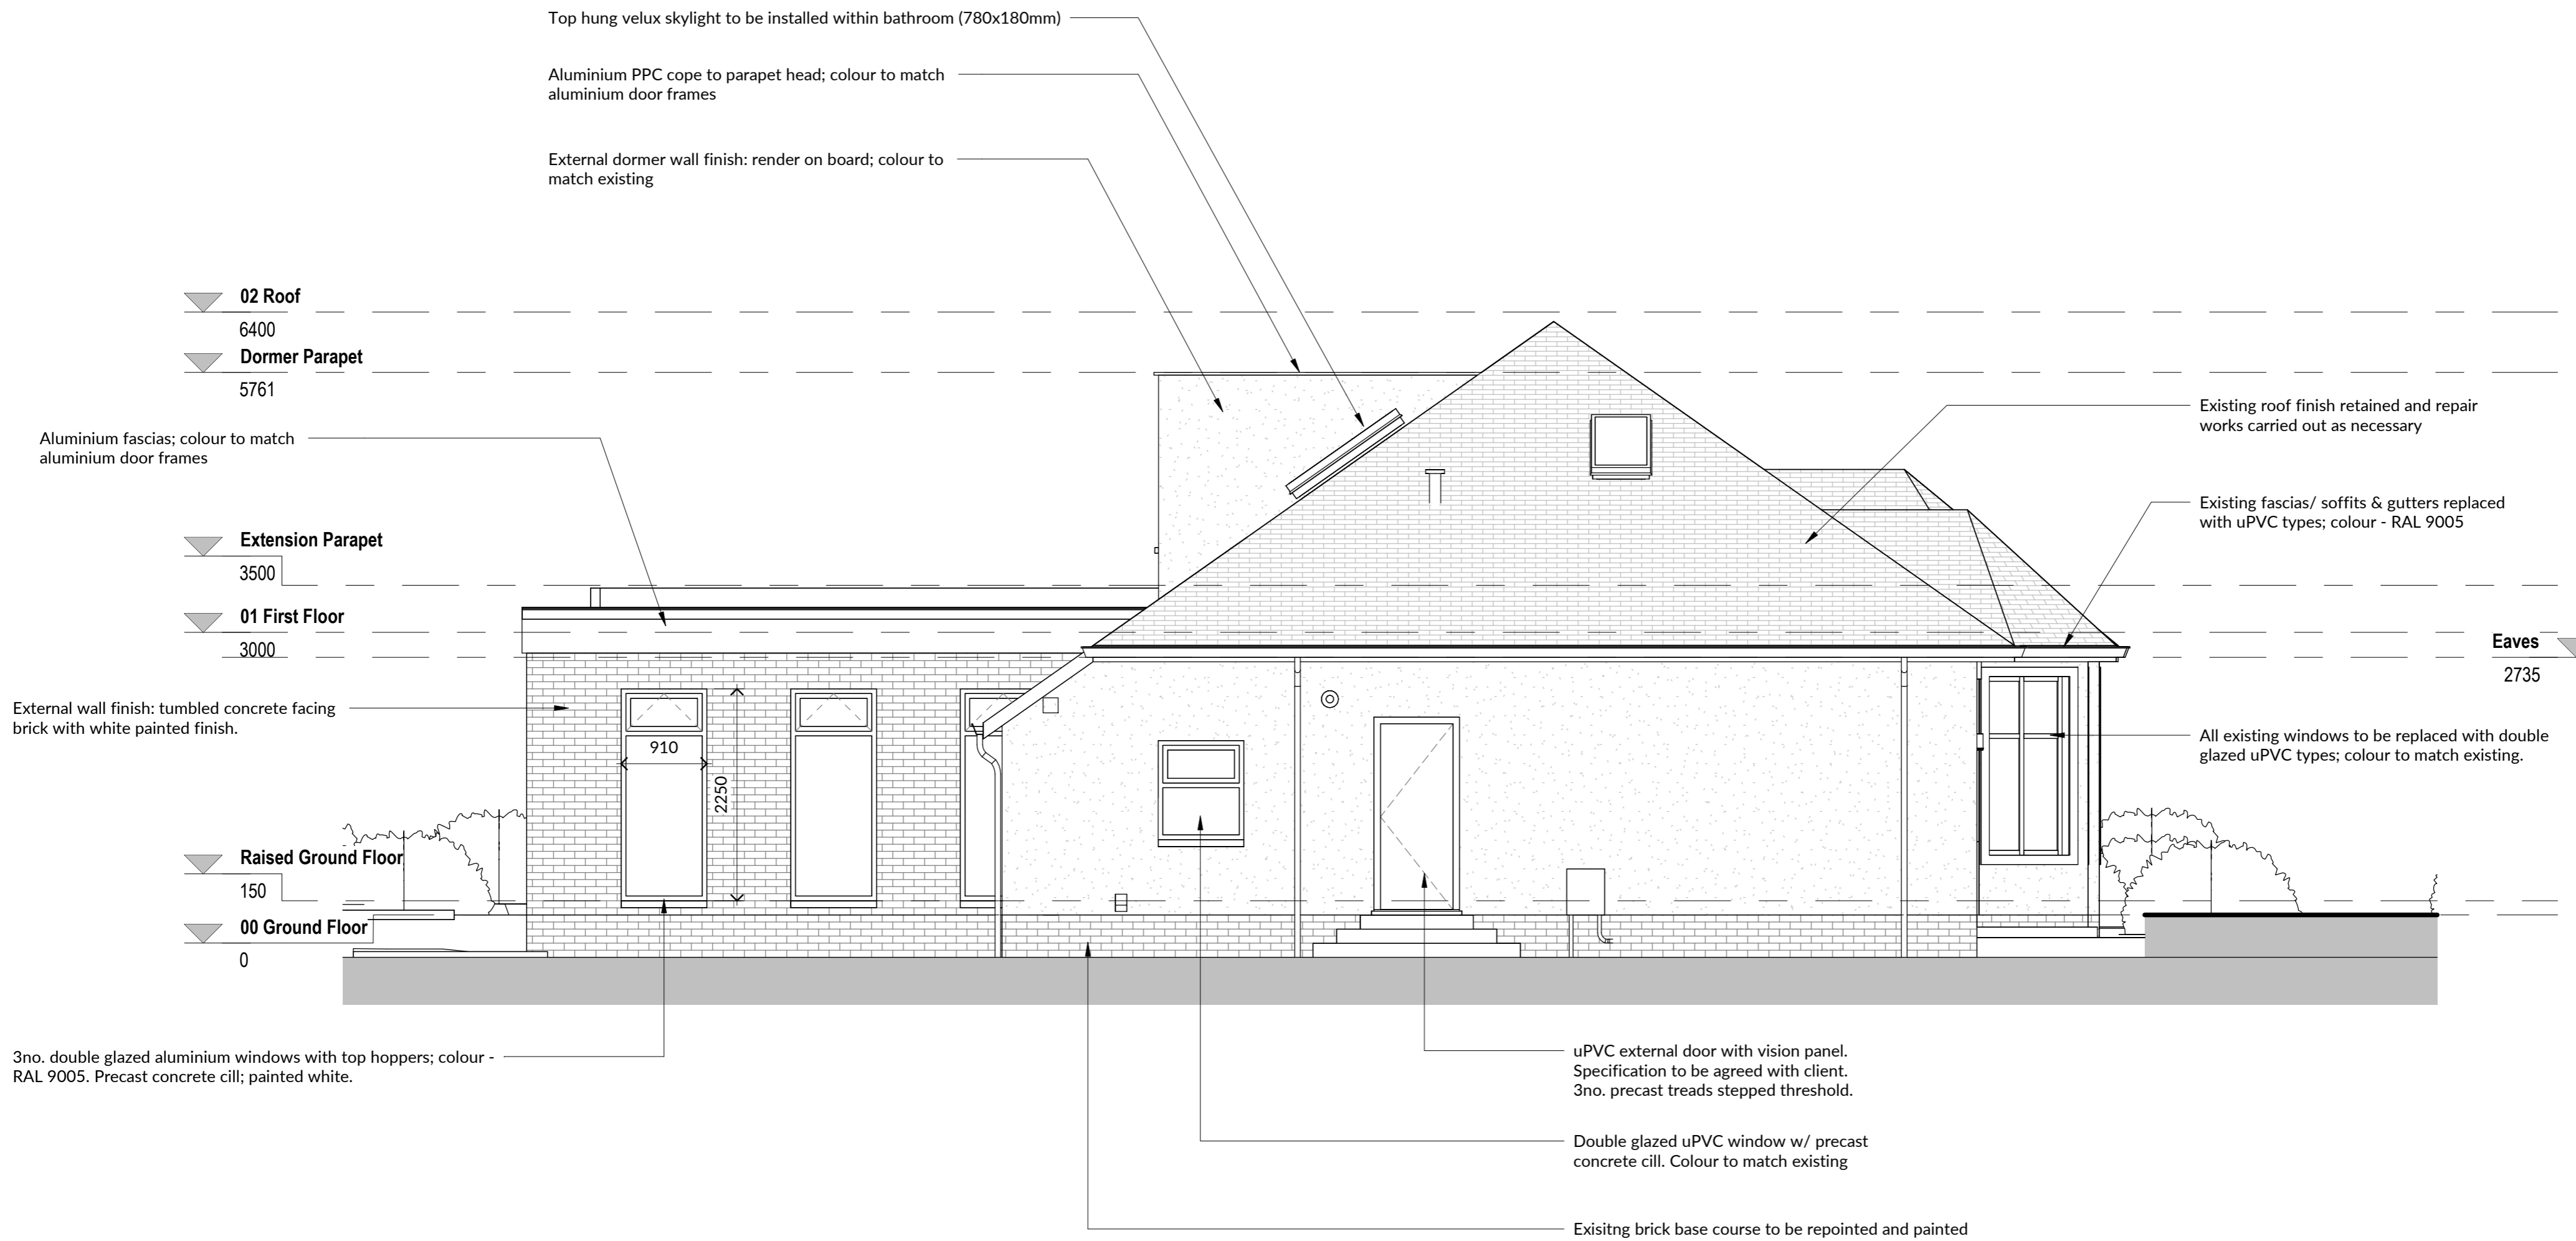 Top hung velux skylight to be installed within bathroom (780x180mm)
Aluminium PPC cope to parapet head; colour to match
aluminium door frames
External dormer wall finish: render on board; colour to
match existing
02 Roof
6400
Dormer Parapet
5761
Aluminium fascias; colour to match
aluminium door frames
Extension Parapet
3500
01 First Floor
3000
External wall finish: tumbled concrete facing
brick with white painted finish.
910
2250
Raised Ground Floor
150
00 Ground Floor
0
3no. double glazed aluminium windows with top hoppers; colour -
RAL 9005. Precast concrete cill; painted white.
Existing roof finish retained and repair
works carried out as necessary
Existing fascias/ soffits & gutters replaced
with uPVC types; colour - RAL 9005
Eaves
2735
All existing windows to be replaced with double
glazed uPVC types; colour to match existing.
uPVC external door with vision panel.
Specification to be agreed with client.
3no. precast treads stepped threshold.
Double glazed uPVC window w/ precast
concrete cill. Colour to match existing
Exisitng brick base course to be repointed and painted